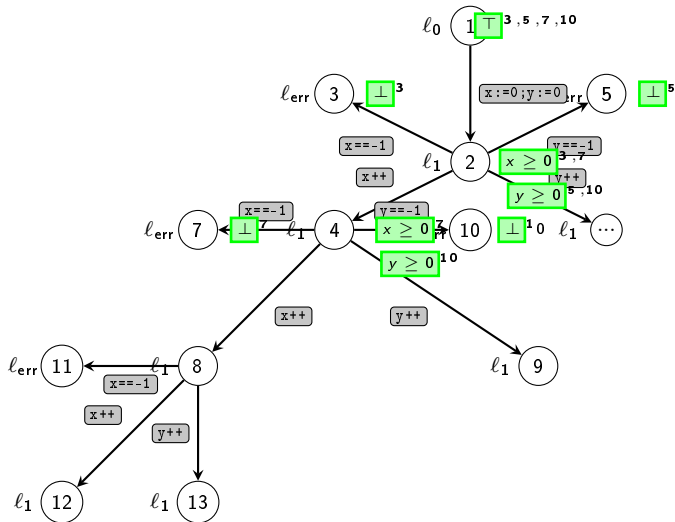 ℓ0 1 ⊤ 3 ,5 ,7 ,10
ℓerr 3 ⊥ 3 x:=0;y:=0 err 5 ⊥ 5
x==-1 y==-1
ℓ1 2 x ≥ 0 3 ,7
x++ y++
y ≥ 0 5 ,10
x==-1 y==-1
ℓerr 7 ⊥ 7 ℓ1 4 x ≥ 0 7 rr 10 ⊥ 10 ℓ1 ...
y ≥ 0 10
x++ y++
ℓerr 11 ℓ1 8 ℓ1 9
x==-1
x++
y++
ℓ1 12 ℓ1 13